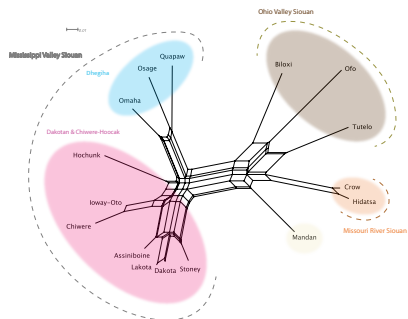 Ohio Valley Siouan
Mississippi Valley Siouan
Quapaw
Dhegiha
Osage
Biloxi
Ofo
Omaha
Tutelo
Dakotan & Chiwere-Hoocak
Hochunk
Crow
Ioway-Oto
Hidatsa
Chiwere
Missouri River Siouan
Mandan
Assiniboine
Lakota
Dakota
Stoney